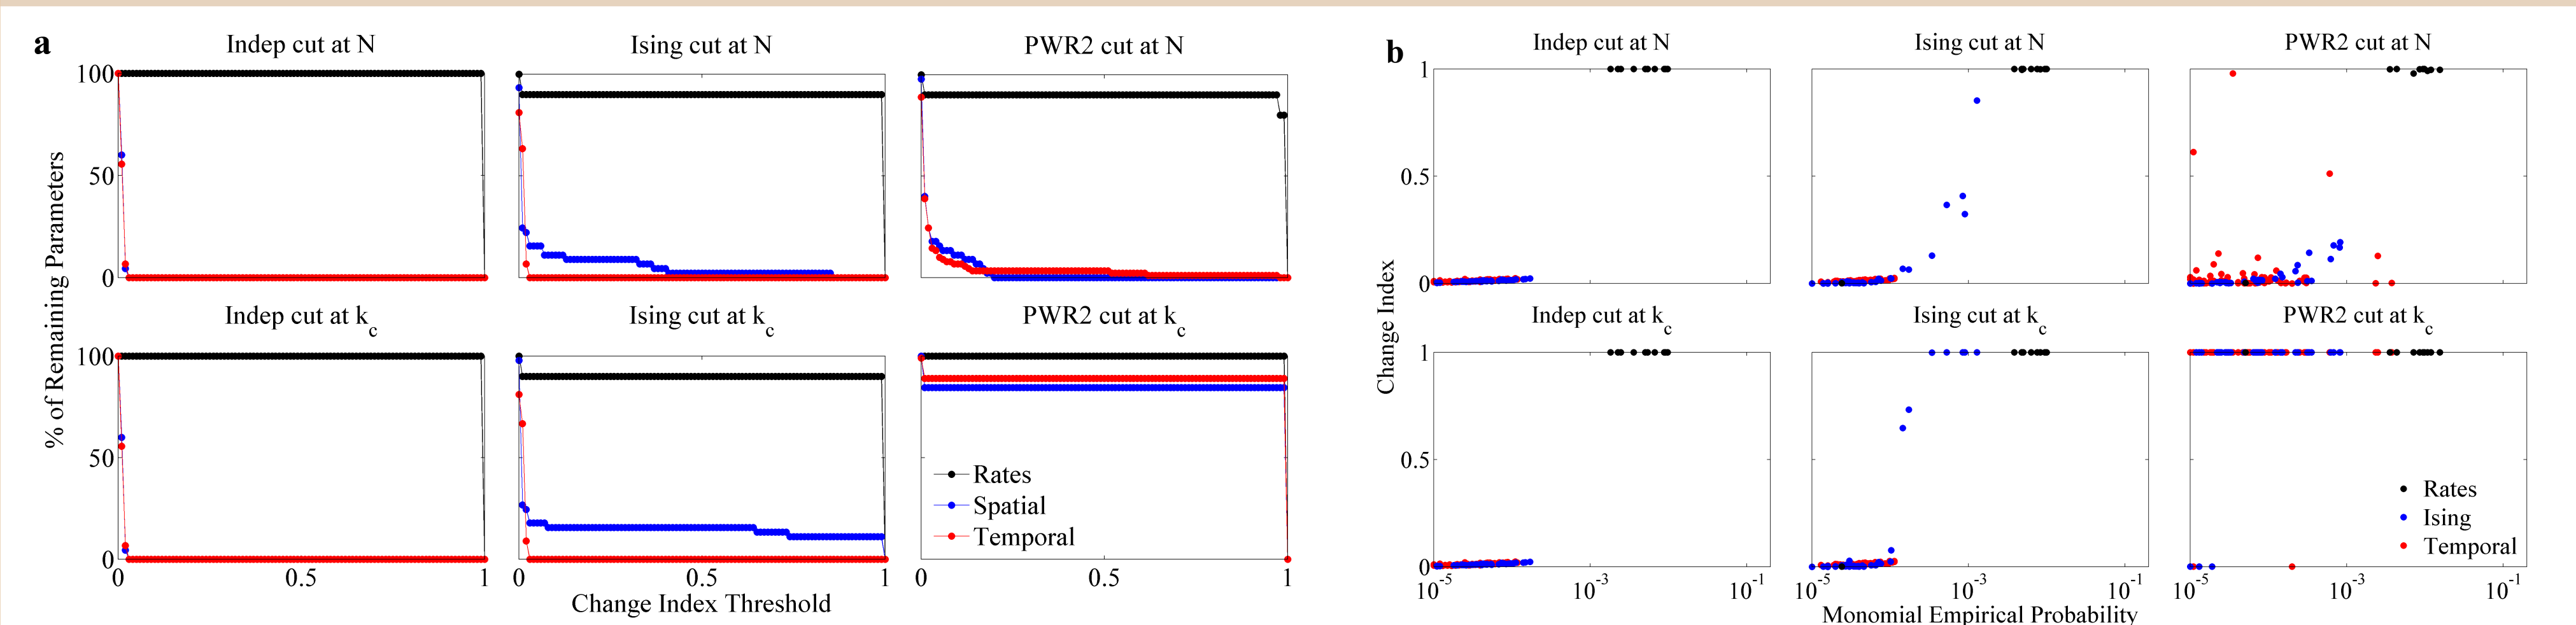 a
Indep cut at N
Ising cut at N
PWR2 cut at N
100
50
0
Indep cut at kc
Ising cut at kc
PWR2 cut at kc
100
50
0
Rates
Spatial
Temporal
0 0.5 1
0 0.5 1
0 0.5 1
% of Remaining Parameters
Change Index Threshold
b
Indep cut at N
Ising cut at N
PWR2 cut at N
1
0.5
0
Indep cut at kc
Ising cut at kc
PWR2 cut at kc
1
0.5
0
Rates
Ising
Temporal
10-5 10-3 10-1
10-5 10-3 10-1
10-5 10-3 10-1
Change Index
Monomial Empirical Probability